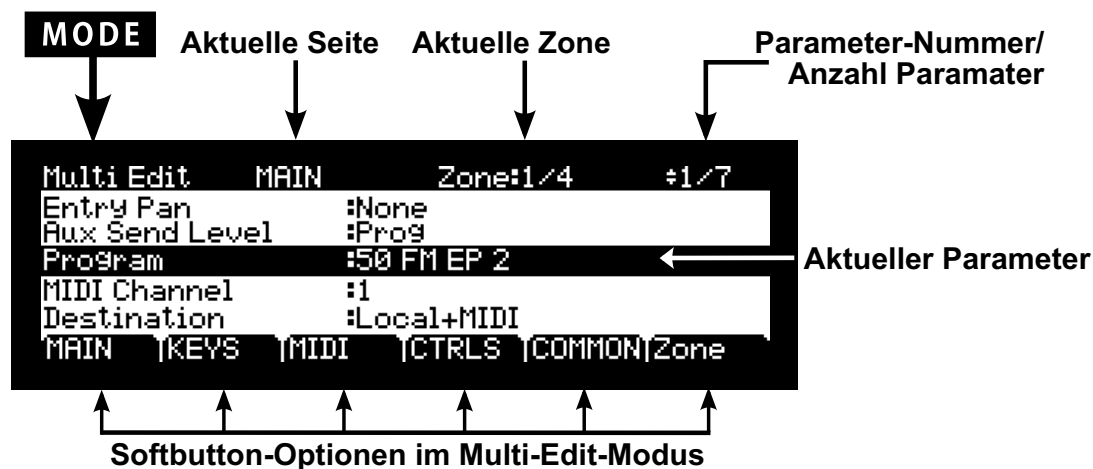 MODE
Aktuelle Seite
Aktuelle Zone
Parameter-Nummer/
Anzahl Paramater
Multi Edit MAIN Zone:1/4 ÷1/7
Entry Pan :None
Aux Send Level :Prog
Program :50 FM EP 2
Aktueller Parameter
MIDI Channel :1
Destination :Local+MIDI
MAIN KEYS MIDI CTRLS COMMON Zone
Softbutton-Optionen im Multi-Edit-Modus